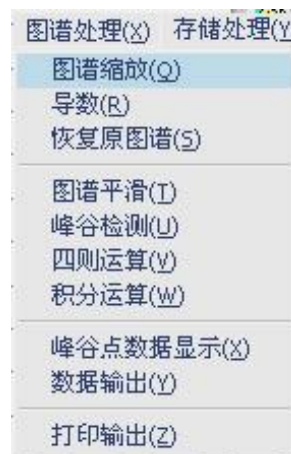 图谱处理(X) 存储处理(Y
图谱缩放(Q)
导数(R)
恢复原图谱(S)
图谱平滑(T)
峰谷检测(U)
四则运算(V)
积分运算(W)
峰谷点数据显示(X)
数据输出(Y)
打印输出(Z)